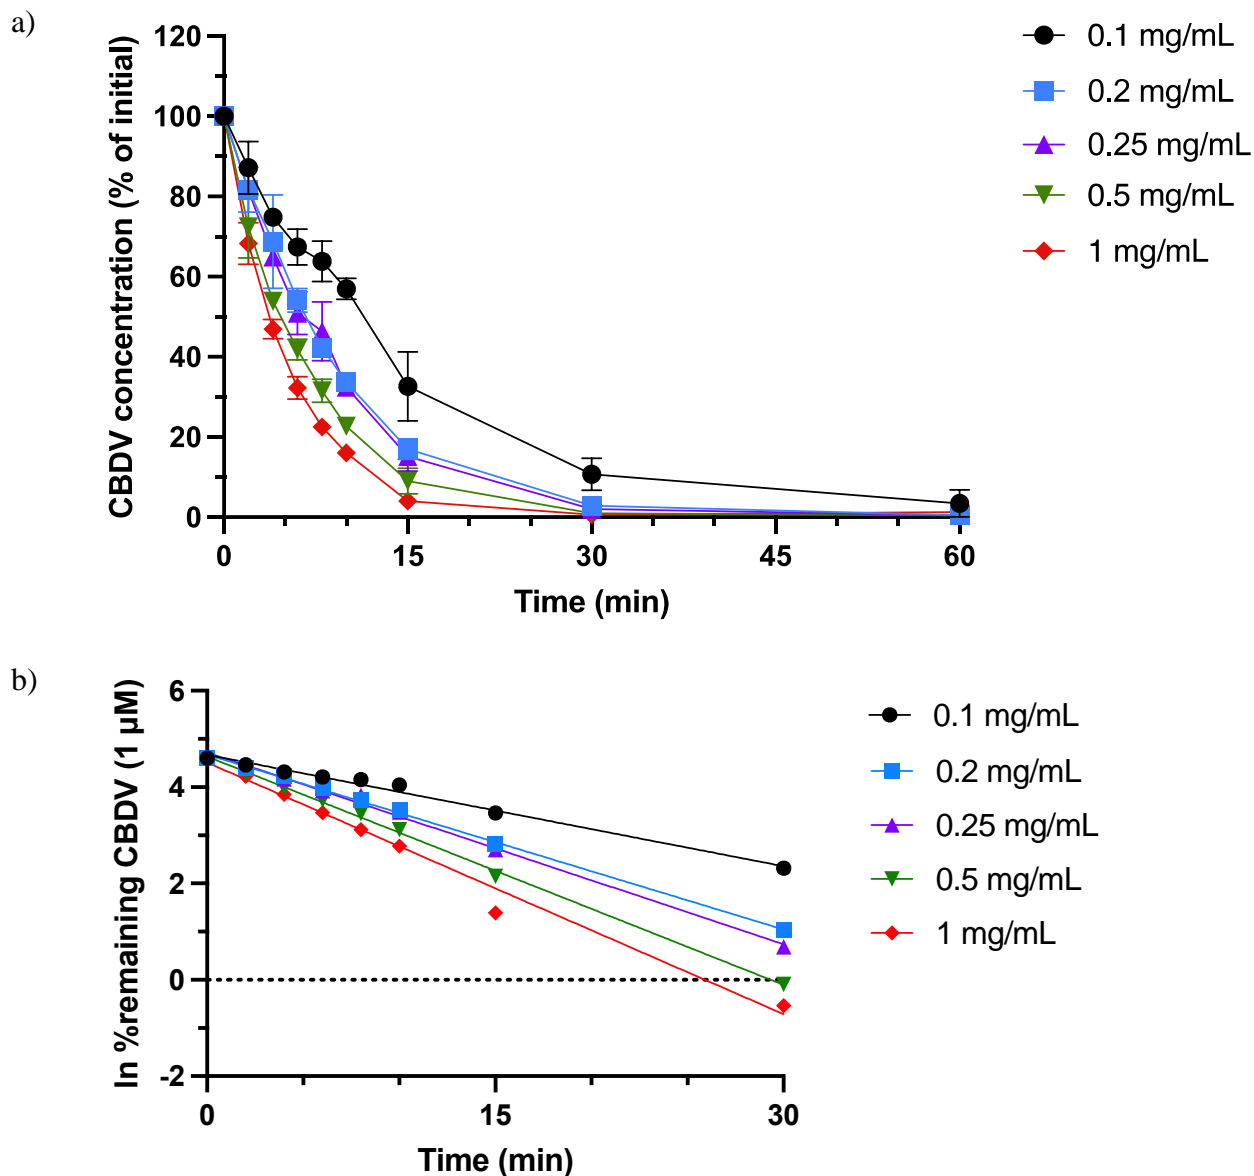 a)
CBDV concentration (% of initial)
120
100
80
60
40
20
0
0 15 30 45 60
Time (min)
0.1 mg/mL
0.2 mg/mL
0.25 mg/mL
0.5 mg/mL
1 mg/mL
b)
ln %remaining CBDV (1 μM)
6
4
2
0
-2
0 15 30
Time (min)
0.1 mg/mL
0.2 mg/mL
0.25 mg/mL
0.5 mg/mL
1 mg/mL